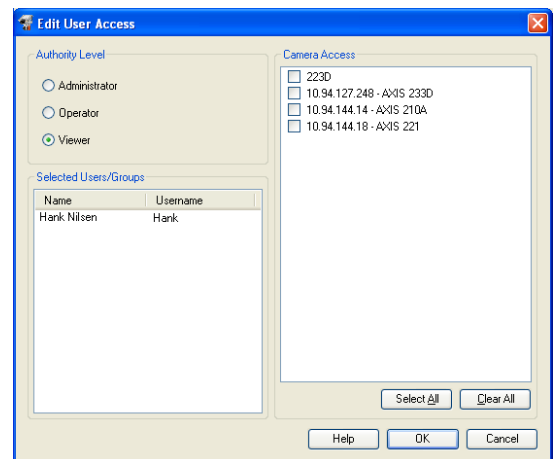 Edit User Access
Authority Level
Administrator
Operator
Viewer
Selected Users/Groups
Name Username
Hank Nilsen Hank
Camera Access
223D
10.94.127.248 - AXIS 233D
10.94.144.14 - AXIS 210A
10.94.144.18 - AXIS 221
Select All Clear All
Help OK Cancel